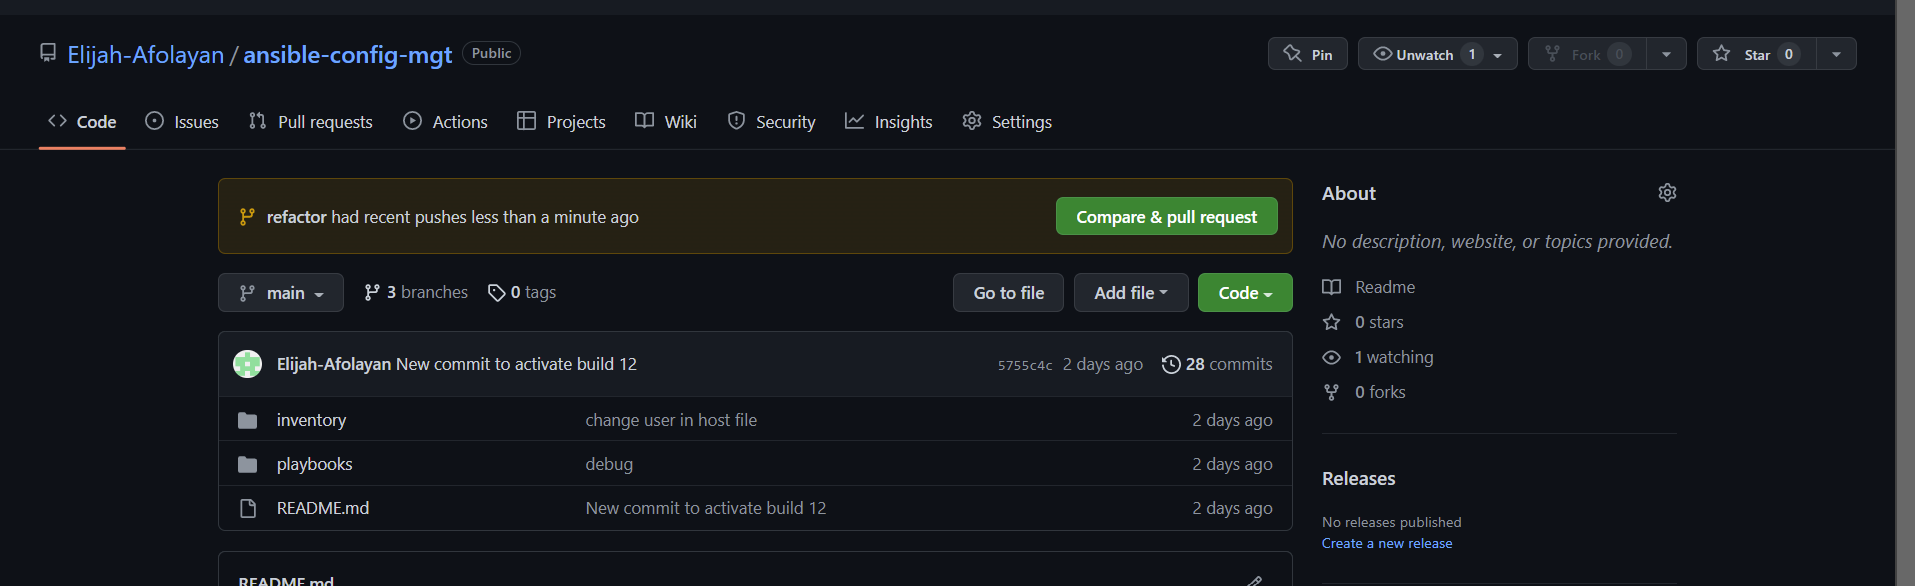 Elijah-Afolayan / ansible-config-mgt Public
Pin
Unwatch 1
Fork 0
Star 0
Code
Issues
Pull requests
Actions
Projects
Wiki
Security
Insights
Settings
refactor had recent pushes less than a minute ago
Compare & pull request
main
3 branches
0 tags
Go to file
Add file
Code
Elijah-Afolayan New commit to activate build 12 5755c4c 2 days ago 28 commits
inventory change user in host file 2 days ago
playbooks debug 2 days ago
README.md New commit to activate build 12 2 days ago
README.md
About
No description, website, or topics provided.
Readme
0 stars
1 watching
0 forks
Releases
No releases published
Create a new release